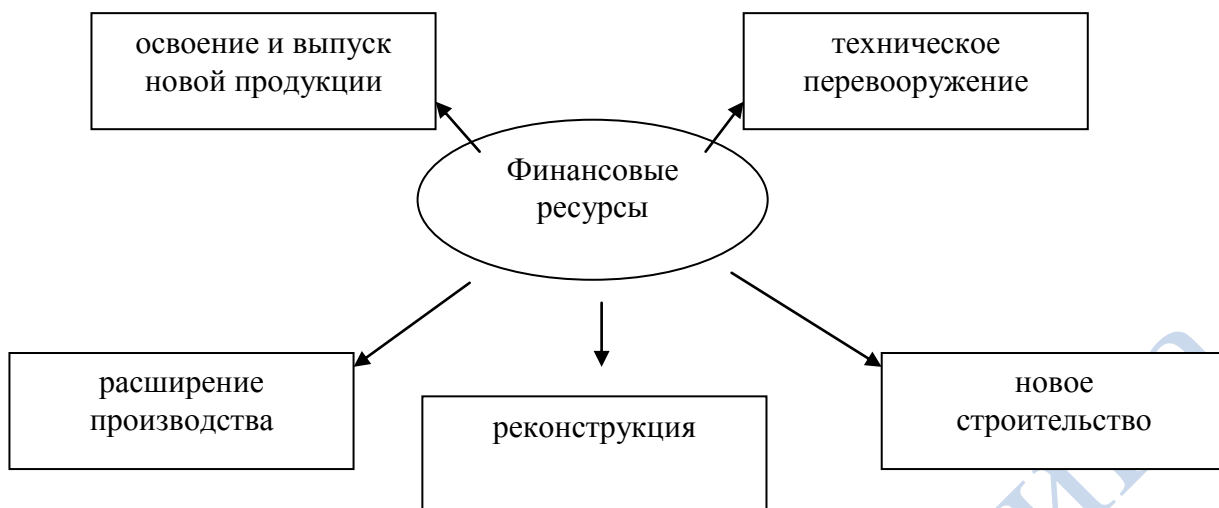 освоение и выпуск
новой продукции
техническое
перевооружение
Финансовые
ресурсы
расширение
производства
реконструкция
новое
строительство